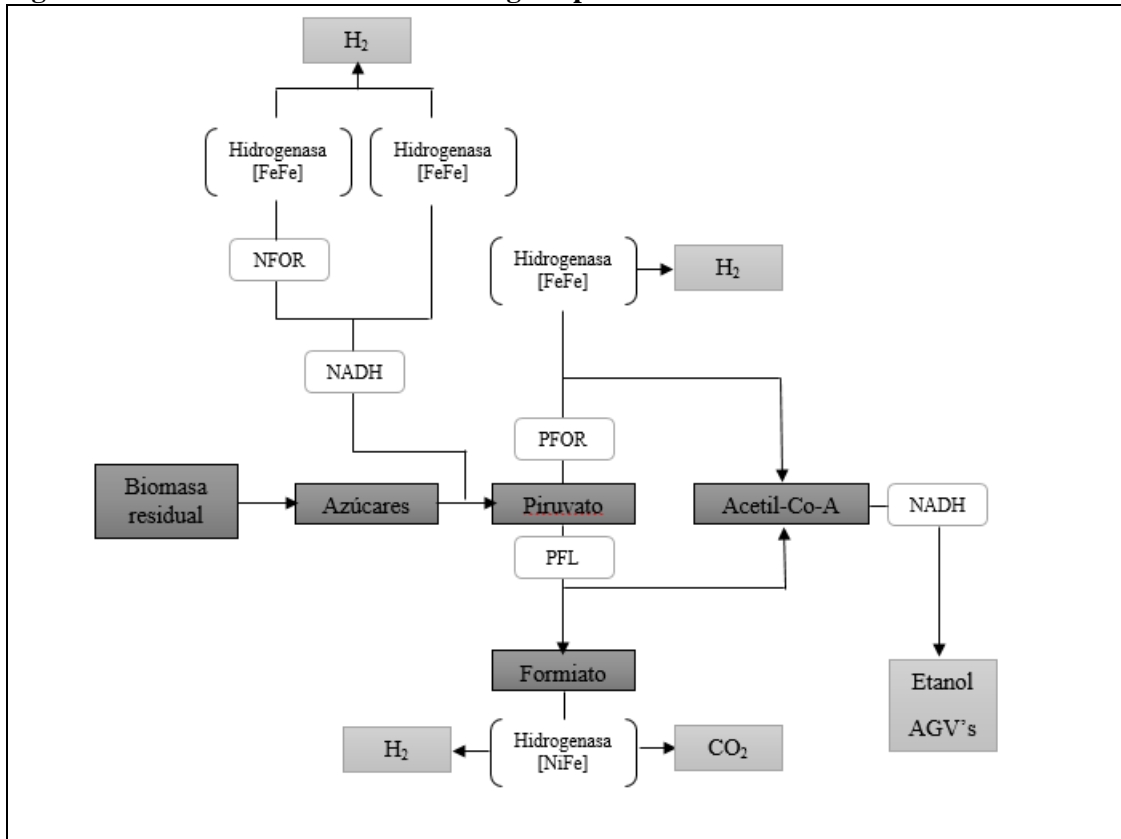 H₂
Hidrogenasa
[FeFe]
Hidrogenasa
[FeFe]
NFOR
Hidrogenasa
[FeFe]
H₂
NADH
PFOR
Biomasa
residual
Azúcares
Piruvato
Acetil-Co-A
NADH
PFL
Formiato
Etanol
AGV's
H₂
Hidrogenasa
[NiFe]
CO₂